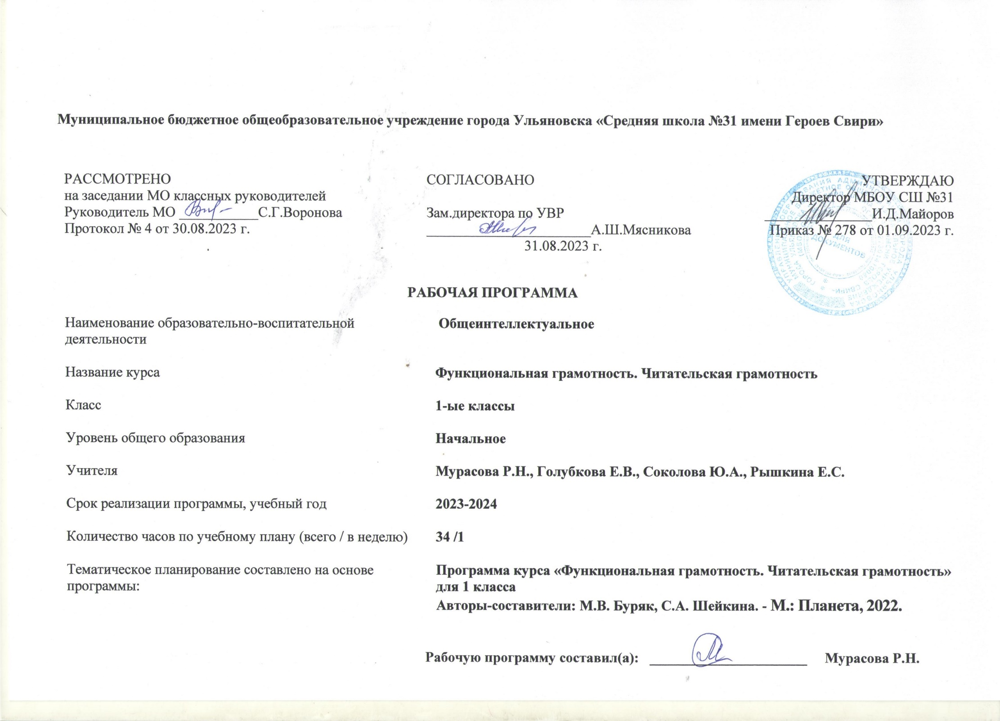 Муниципальное бюджетное общеобразовательное учреждение города Ульяновска «Средняя школа №31 имени Героев Свири»
РАССМОТРЕНО
на заседании МО классных руководителей
Руководитель МО ___________С.Г.Воронова
Протокол № 4 от 30.08.2023 г.
СОГЛАСОВАНО
Зам.директора по УВР
_______________________А.Ш.Мясникова
31.08.2023 г.
УТВЕРЖДАЮ
Директор МБОУ СШ №31
_______________И.Д.Майоров
Приказ № 278 от 01.09.2023 г.
ДЛЯ
ДОКУМЕНТОВ
РАБОЧАЯ ПРОГРАММА
Наименование образовательно-воспитательной Общеинтеллектуальное
деятельности
Название курса Функциональная грамотность. Читательская грамотность
Класс 1-ые классы
Уровень общего образования Начальное
Учителя Мурасова Р.Н., Голубкова Е.В., Соколова Ю.А., Рышкина Е.С.
Срок реализации программы, учебный год 2023-2024
Количество часов по учебному плану (всего / в неделю) 34 /1
Тематическое планирование составлено на основе Программа курса «Функциональная грамотность. Читательская грамотность»
программы: для 1 класса
Авторы-составители: М.В. Буряк, С.А. Шейкина. - М.: Планета, 2022.
Рабочую программу составил(а): ______________________ Мурасова Р.Н.